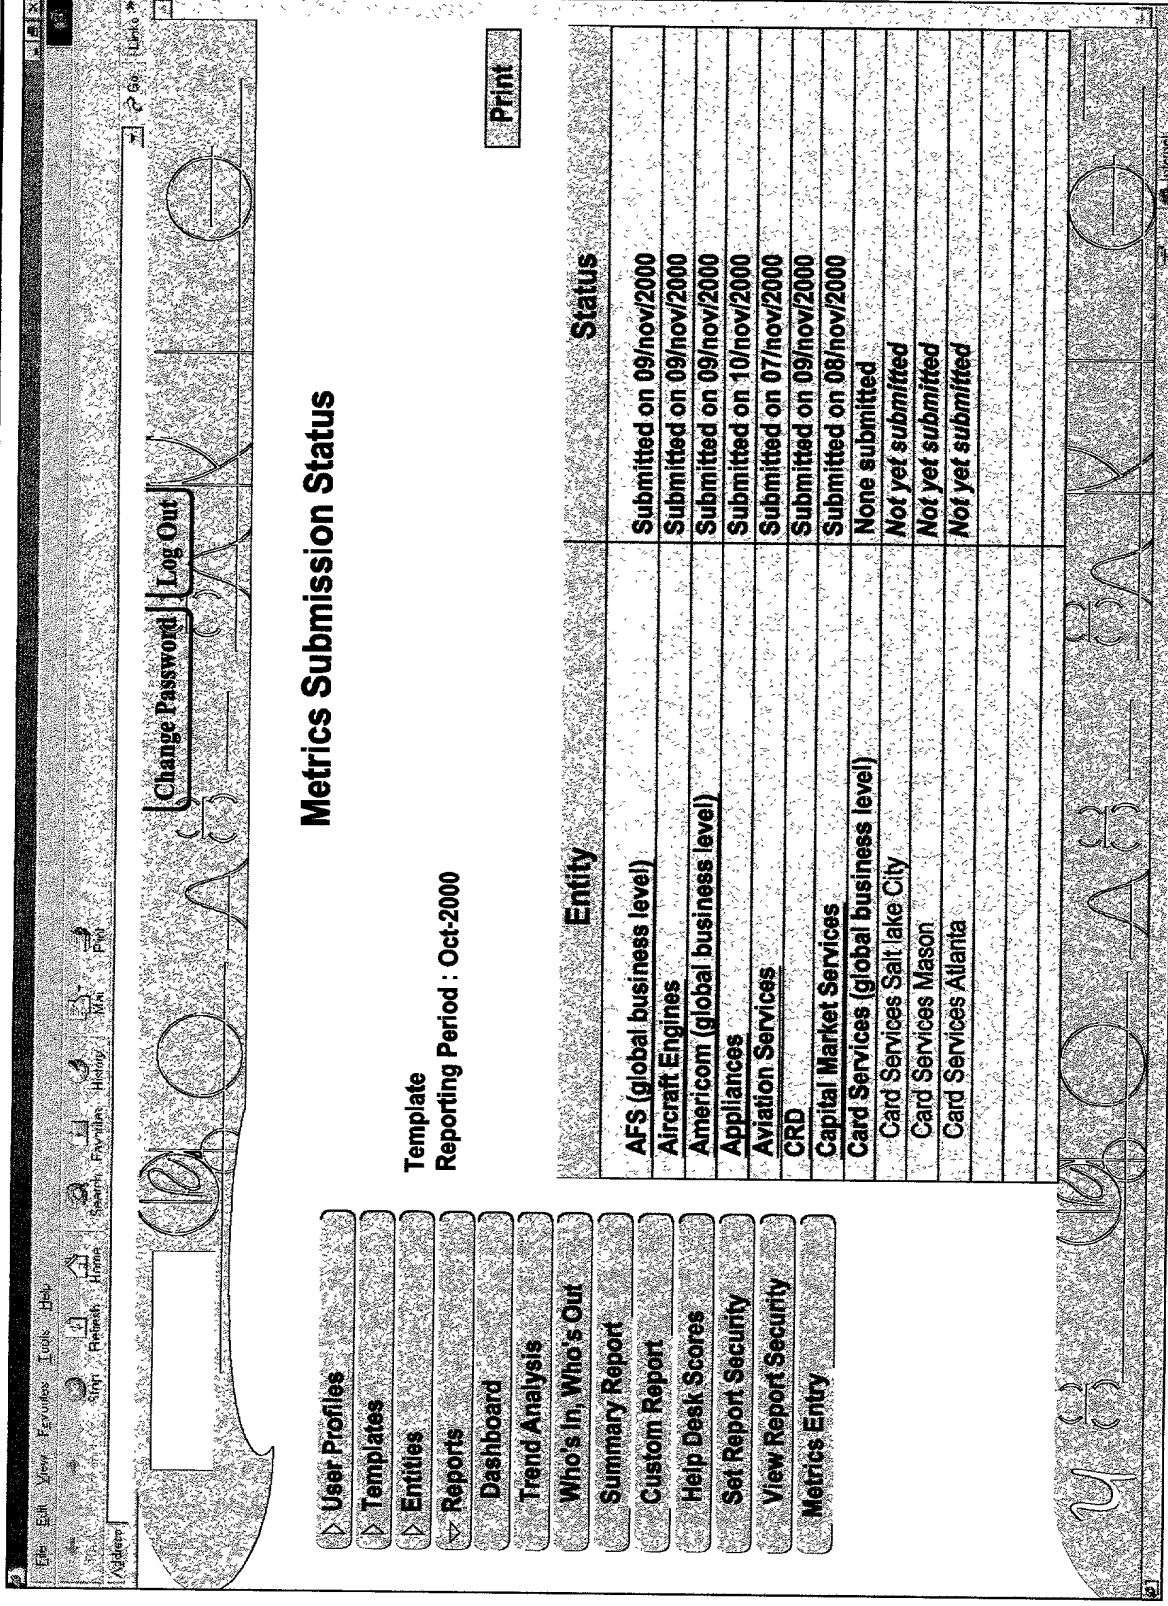 File Edit View Favorites Tools Help
Stop Refresh Home Search Favorites History Mail Print
Address Go Links »
Change Password Log Out
Metrics Submission Status
Template
Reporting Period : Oct-2000
Print
User Profiles
Templates
Entities
Reports
Dashboard
Trend Analysis
Who's In, Who's Out
Summary Report
Custom Report
Help Desk Scores
Set Report Security
View Report Security
Metrics Entry
Entity Status
AFS (global business level) Submitted on 09/nov/2000
Aircraft Engines Submitted on 09/nov/2000
Americom (global business level) Submitted on 09/nov/2000
Appliances Submitted on 10/nov/2000
Aviation Services Submitted on 07/nov/2000
CRD Submitted on 09/nov/2000
Capital Market Services Submitted on 08/nov/2000
Card Services (global business level) None submitted
Card Services Salt lake City Not yet submitted
Card Services Mason Not yet submitted
Card Services Atlanta Not yet submitted